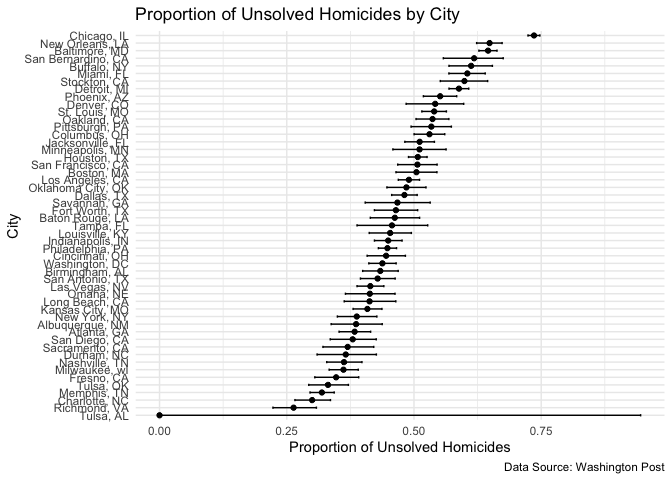 Proportion of Unsolved Homicides by City
Chicago, IL
New Orleans, LA
Baltimore, MD
San Bernardino, CA
Buffalo, NY
Miami, FL
Stockton, CA
Detroit, MI
Phoenix, AZ
Denver, CO
St. Louis, MO
Oakland, CA
Pittsburgh, PA
Columbus, OH
Jacksonville, FL
Minneapolis, MN
Houston, TX
San Francisco, CA
Boston, MA
Los Angeles, CA
Oklahoma City, OK
Dallas, TX
Savannah, GA
Fort Worth, TX
Baton Rouge, LA
Tampa, FL
Louisville, KY
Indianapolis, IN
Philadelphia, PA
Cincinnati, OH
Washington, DC
Birmingham, AL
San Antonio, TX
Las Vegas, NV
Omaha, NE
Long Beach, CA
Kansas City, MO
New York, NY
Albuquerque, NM
Atlanta, GA
San Diego, CA
Sacramento, CA
Durham, NC
Nashville, TN
Milwaukee, wI
Fresno, CA
Tulsa, OK
Memphis, TN
Charlotte, NC
Richmond, VA
Tulsa, AL
City
0.00 0.25 0.50 0.75
Proportion of Unsolved Homicides
Data Source: Washington Post